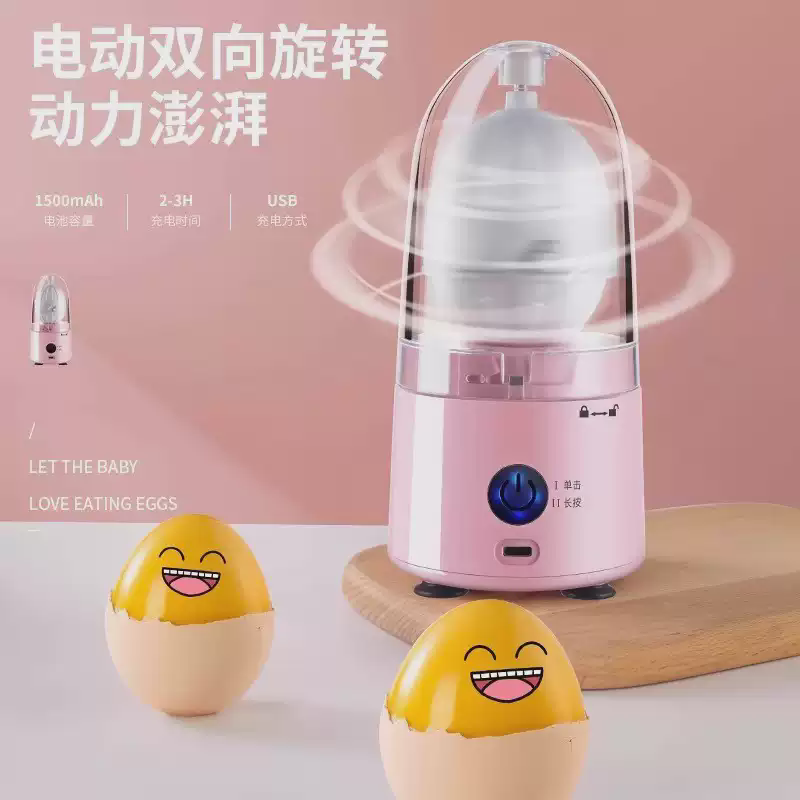 电动双向旋转
动力澎湃
1500mAh
电池容量
2-3H
充电时间
USB
充电方式
/
LET THE BABY
LOVE EATING EGGS
I 单击
II 长按